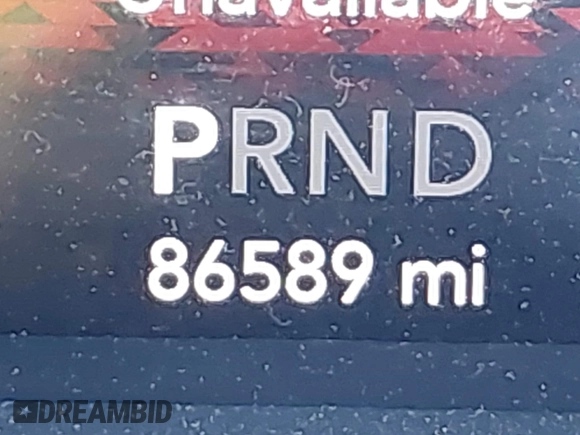 Unavailable
PRND
86589 mi
DREAMBID